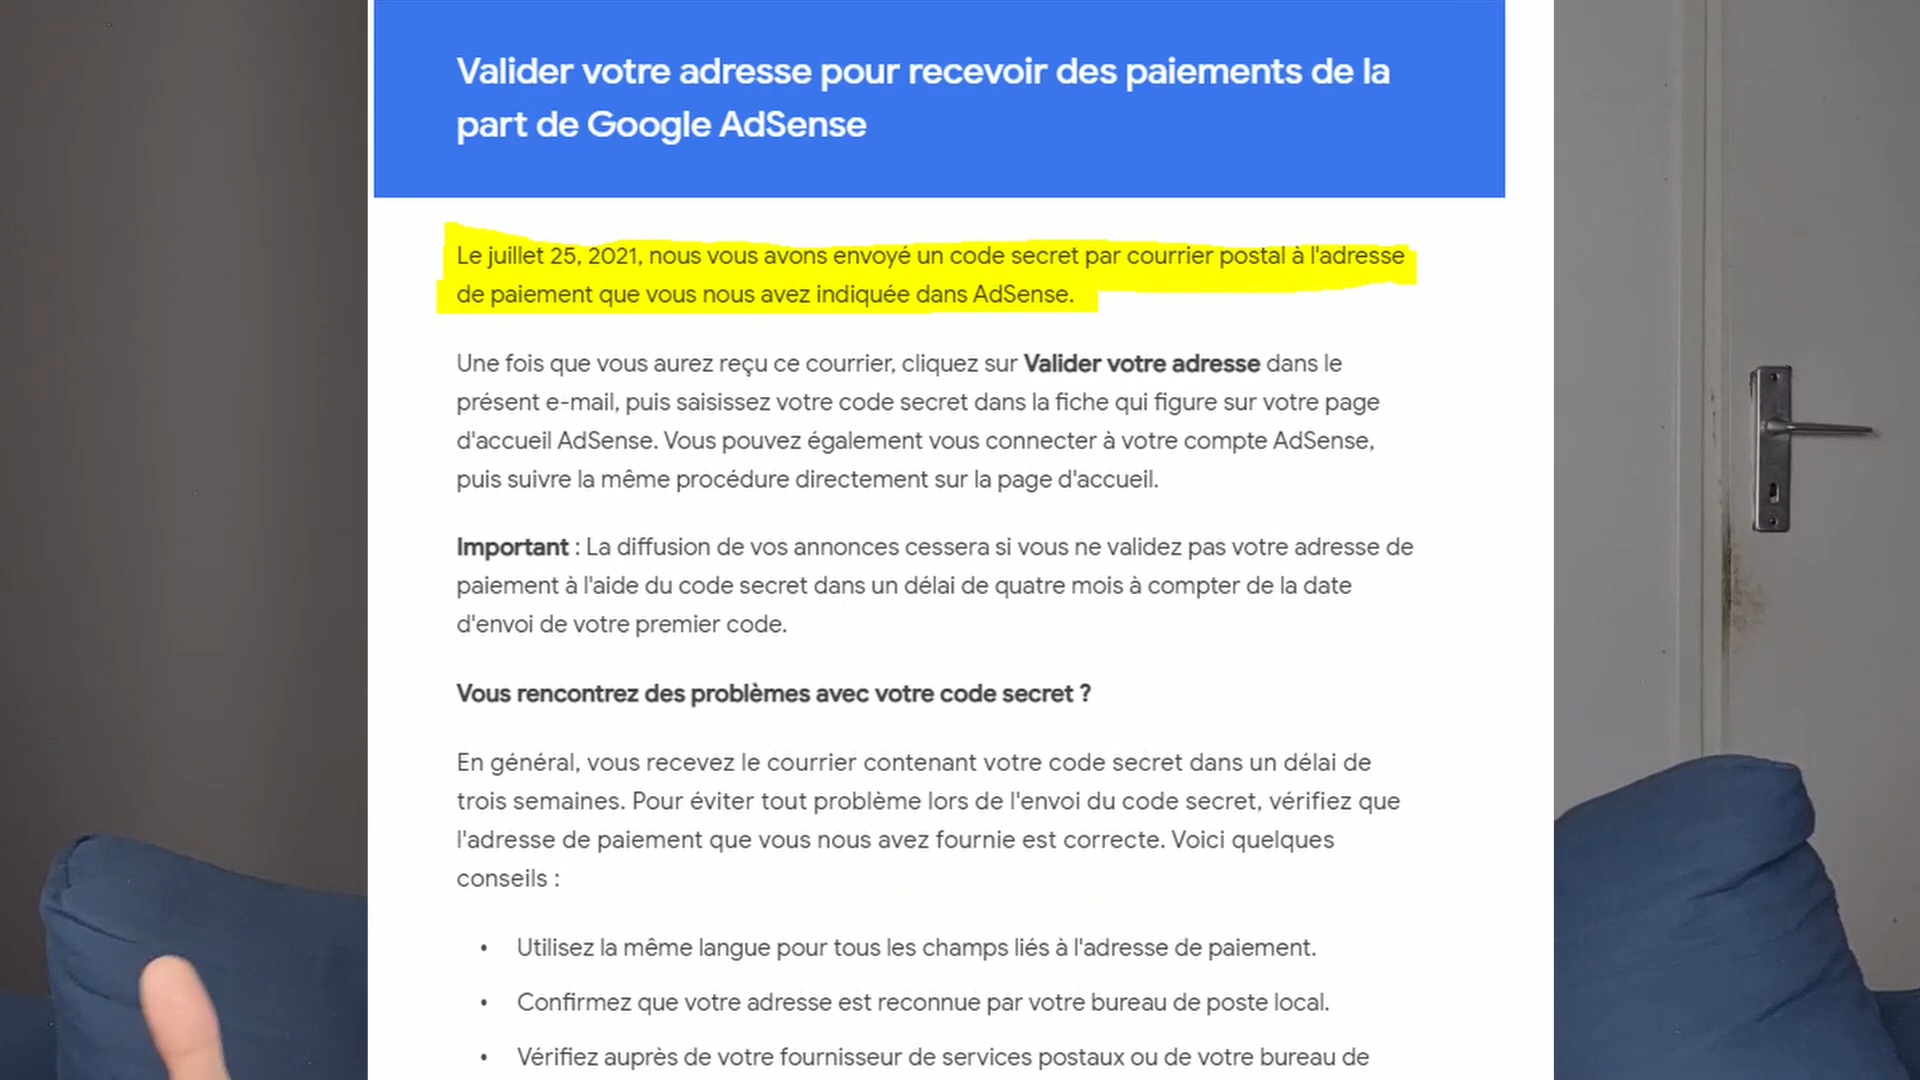 Valider votre adresse pour recevoir des paiements de la
part de Google AdSense
Le juillet 25, 2021, nous vous avons envoyé un code secret par courrier postal à l'adresse
de paiement que vous nous avez indiquée dans AdSense.
Une fois que vous aurez reçu ce courrier, cliquez sur Valider votre adresse dans le
présent e-mail, puis saisissez votre code secret dans la fiche qui figure sur votre page
d'accueil AdSense. Vous pouvez également vous connecter à votre compte AdSense,
puis suivre la même procédure directement sur la page d'accueil.
Important : La diffusion de vos annonces cessera si vous ne validez pas votre adresse de
paiement à l'aide du code secret dans un délai de quatre mois à compter de la date
d'envoi de votre premier code.
Vous rencontrez des problèmes avec votre code secret ?
En général, vous recevez le courrier contenant votre code secret dans un délai de
trois semaines. Pour éviter tout problème lors de l'envoi du code secret, vérifiez que
l'adresse de paiement que vous nous avez fournie est correcte. Voici quelques
conseils :
• Utilisez la même langue pour tous les champs liés à l'adresse de paiement.
• Confirmez que votre adresse est reconnue par votre bureau de poste local.
• Vérifiez auprès de votre fournisseur de services postaux ou de votre bureau de